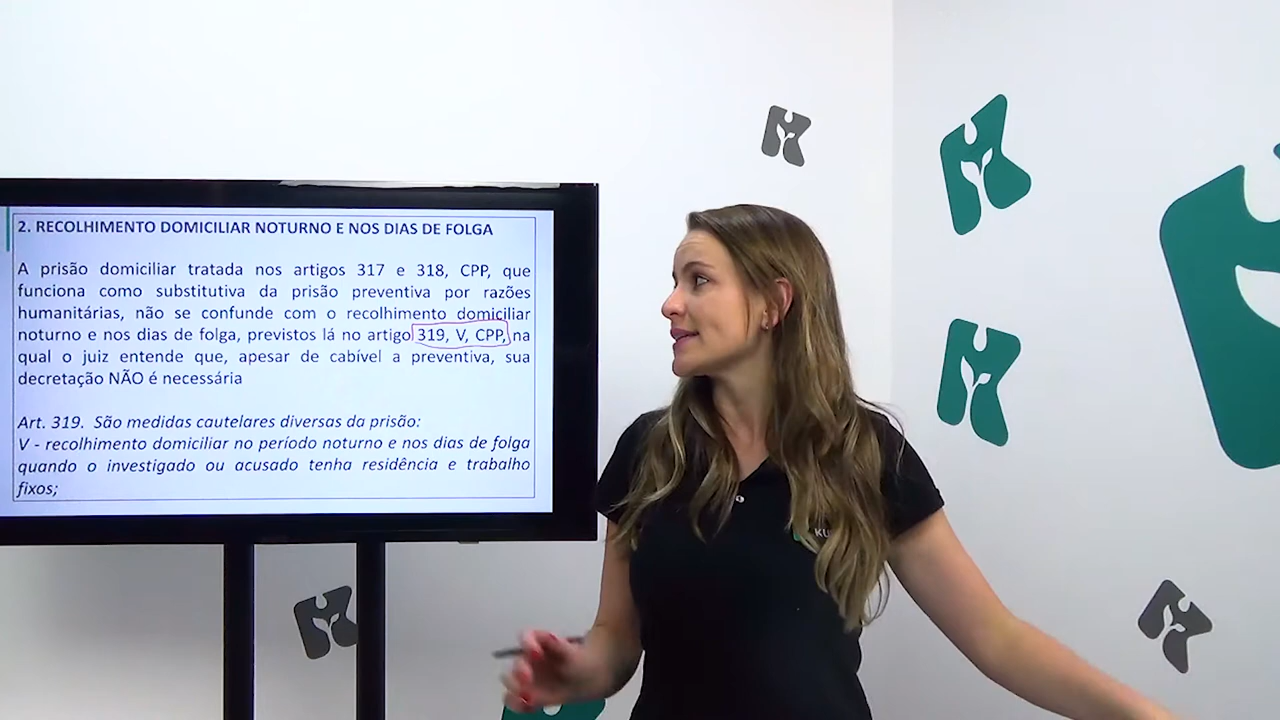 2. RECOLHIMENTO DOMICILIAR NOTURNO E NOS DIAS DE FOLGA
A prisão domiciliar tratada nos artigos 317 e 318, CPP, que
funciona como substitutiva da prisão preventiva por razões
humanitárias, não se confunde com o recolhimento domiciliar
noturno e nos dias de folga, previstos lá no artigo 319, V, CPP, na
qual o juiz entende que, apesar de cabível a preventiva, sua
decretação NÃO é necessária
Art. 319. São medidas cautelares diversas da prisão:
V - recolhimento domiciliar no período noturno e nos dias de folga
quando o investigado ou acusado tenha residência e trabalho
fixos;